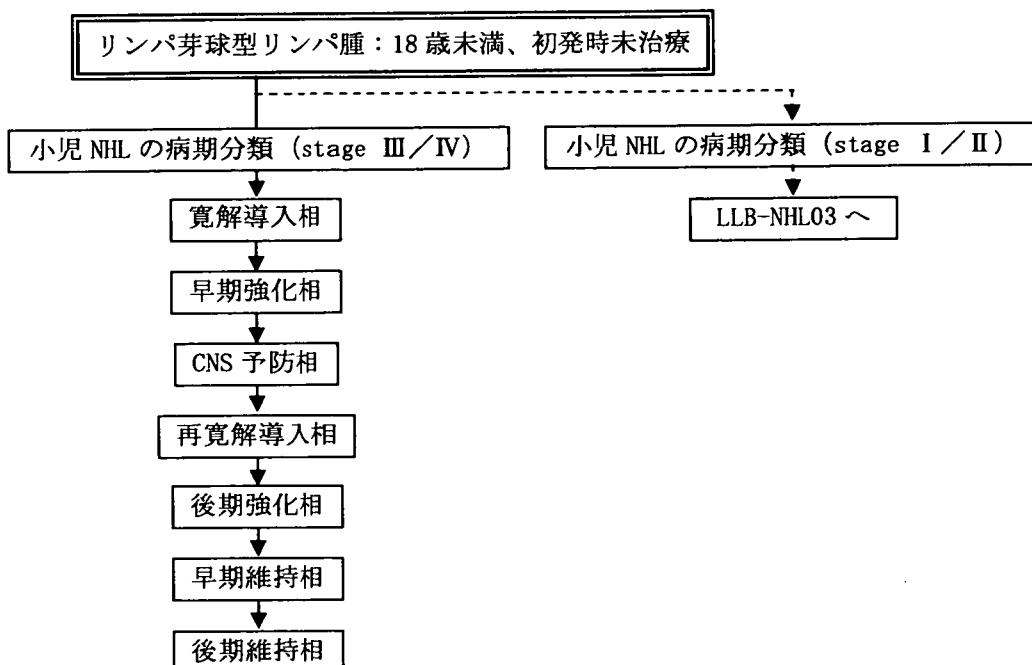 リンパ芽球型リンパ腫：18歳未満、初発時未治療
小児 NHL の病期分類（stage Ⅲ／Ⅳ）
小児 NHL の病期分類（stage Ⅰ／Ⅱ）
寛解導入相
LLB-NHL03 へ
早期強化相
CNS 予防相
再寛解導入相
後期強化相
早期維持相
後期維持相